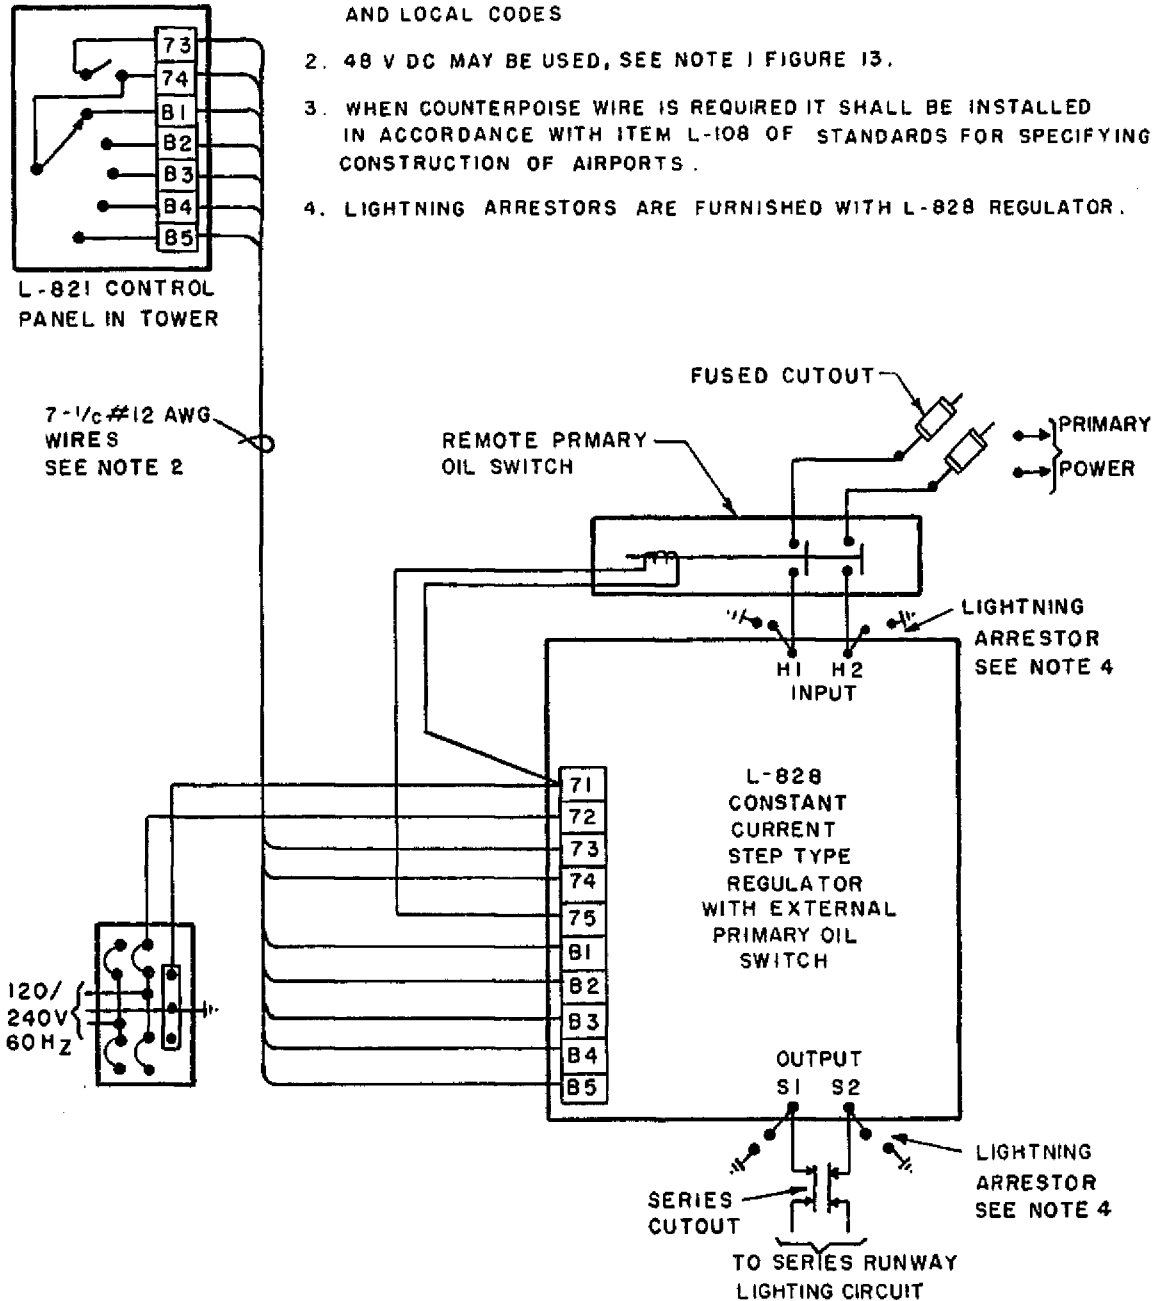 AND LOCAL CODES
2. 48 V DC MAY BE USED, SEE NOTE 1 FIGURE 13.
3. WHEN COUNTERPOISE WIRE IS REQUIRED IT SHALL BE INSTALLED
IN ACCORDANCE WITH ITEM L-108 OF STANDARDS FOR SPECIFYING
CONSTRUCTION OF AIRPORTS.
4. LIGHTNING ARRESTORS ARE FURNISHED WITH L-828 REGULATOR.
73
74
B1
B2
B3
B4
B5
L-821 CONTROL
PANEL IN TOWER
7-1/c #12 AWG
WIRES
SEE NOTE 2
FUSED CUTOUT
PRIMARY
POWER
REMOTE PRMARY
OIL SWITCH
LIGHTNING
ARRESTOR
SEE NOTE 4
H1 H2
INPUT
71
72
73
74
75
B1
B2
B3
B4
B5
L-828
CONSTANT
CURRENT
STEP TYPE
REGULATOR
WITH EXTERNAL
PRIMARY OIL
SWITCH
120/
240V
60HZ
OUTPUT
S1 S2
LIGHTNING
ARRESTOR
SEE NOTE 4
SERIES
CUTOUT
TO SERIES RUNWAY
LIGHTING CIRCUIT